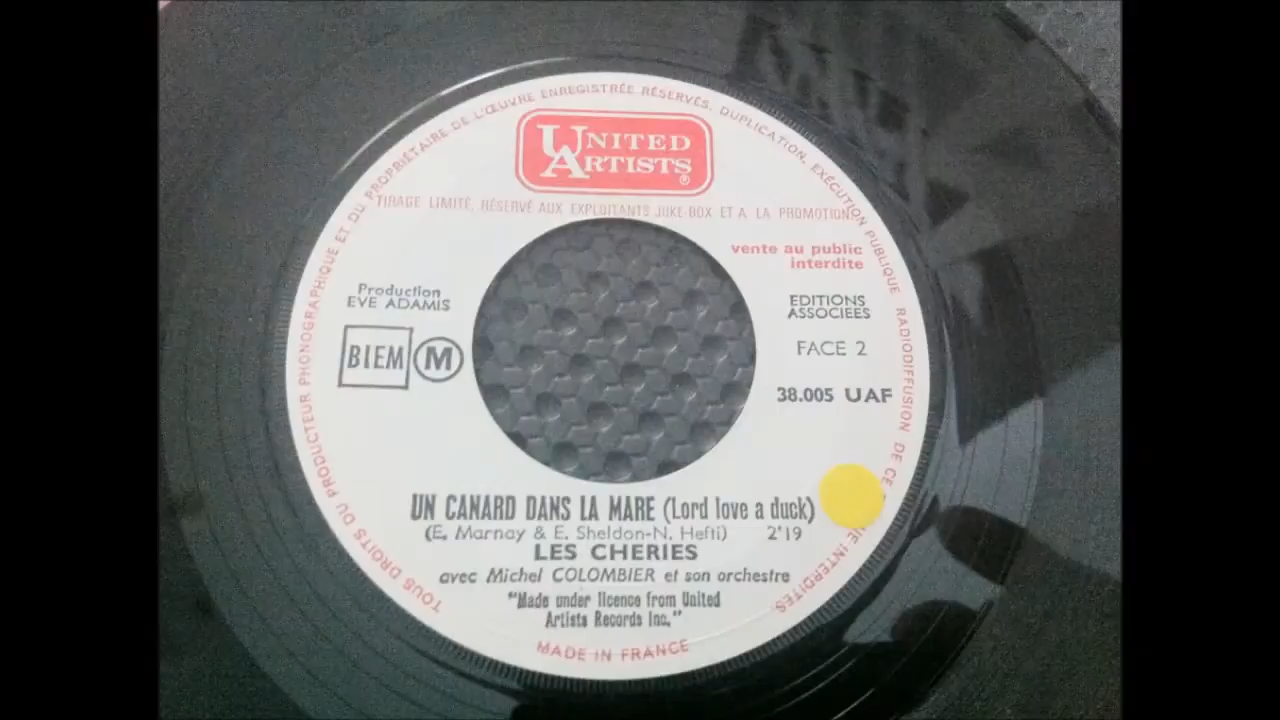 TOUS DROITS DU PRODUCTEUR PHONOGRAPHIQUE ET DU PROPRIÉTAIRE DE L'ŒUVRE ENREGISTRÉE RÉSERVÉS. DUPLICATION, EXÉCUTION PUBLIQUE RADIODIFFUSION DE CE INTERDITES
UNITED
ARTISTS ®
TIRAGE LIMITÉ, RÉSERVÉ AUX EXPLOITANTS JUKE-BOX ET A LA PROMOTION
vente au public
interdite
Production
EVE ADAMIS
BIEM M
EDITIONS
ASSOCIEES
FACE 2
38.005 UAF
UN CANARD DANS LA MARE (Lord love a duck)
(E. Marnay & E. Sheldon-N. Hefti) 2'19
LES CHERIES
avec Michel COLOMBIER et son orchestre
"Made under licence from United
Artists Records Inc."
MADE IN FRANCE